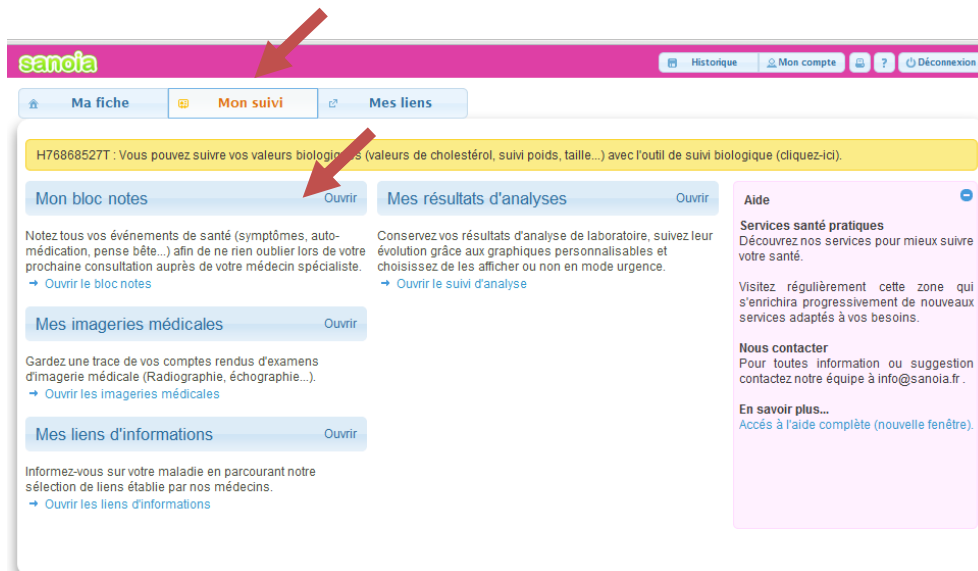 sanoia
Historique
Mon compte
?
Déconnexion
Ma fiche
Mon suivi
Mes liens
H76868527T : Vous pouvez suivre vos valeurs biologiques (valeurs de cholestérol, suivi poids, taille...) avec l'outil de suivi biologique (cliquez-ici).
Mon bloc notes
Ouvrir
Notez tous vos événements de santé (symptômes, auto-
médication, pense bête...) afin de ne rien oublier lors de votre
prochaine consultation auprès de votre médecin spécialiste.
→ Ouvrir le bloc notes
Mes imageries médicales
Ouvrir
Gardez une trace de vos comptes rendus d'examens
d'imagerie médicale (Radiographie, échographie...).
→ Ouvrir les imageries médicales
Mes liens d'informations
Ouvrir
Informez-vous sur votre maladie en parcourant notre
sélection de liens établie par nos médecins.
→ Ouvrir les liens d'informations
Mes résultats d'analyses
Ouvrir
Conservez vos résultats d'analyse de laboratoire, suivez leur
évolution grâce aux graphiques personnalisables et
choisissez de les afficher ou non en mode urgence.
→ Ouvrir le suivi d'analyse
Aide
Services santé pratiques
Découvrez nos services pour mieux suivre
votre santé.
Visitez régulièrement cette zone qui
s'enrichira progressivement de nouveaux
services adaptés à vos besoins.
Nous contacter
Pour toutes information ou suggestion
contactez notre équipe à info@sanoia.fr .
En savoir plus...
Accés à l'aide complète (nouvelle fenêtre).